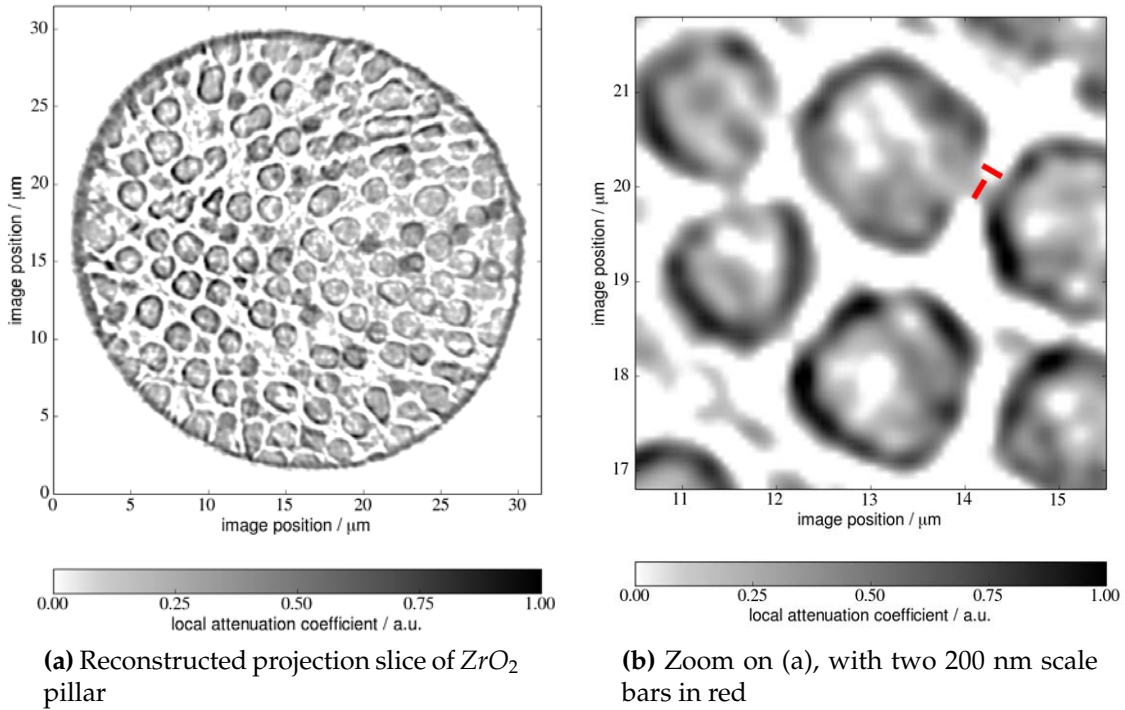 30
25
20
15
10
5
0
image position / μm
0 5 10 15 20 25 30
image position / μm
0.00 0.25 0.50 0.75 1.00
local attenuation coefficient / a.u.
(a) Reconstructed projection slice of ZrO₂
pillar
21
20
19
18
17
image position / μm
11 12 13 14 15
image position / μm
0.00 0.25 0.50 0.75 1.00
local attenuation coefficient / a.u.
(b) Zoom on (a), with two 200 nm scale
bars in red